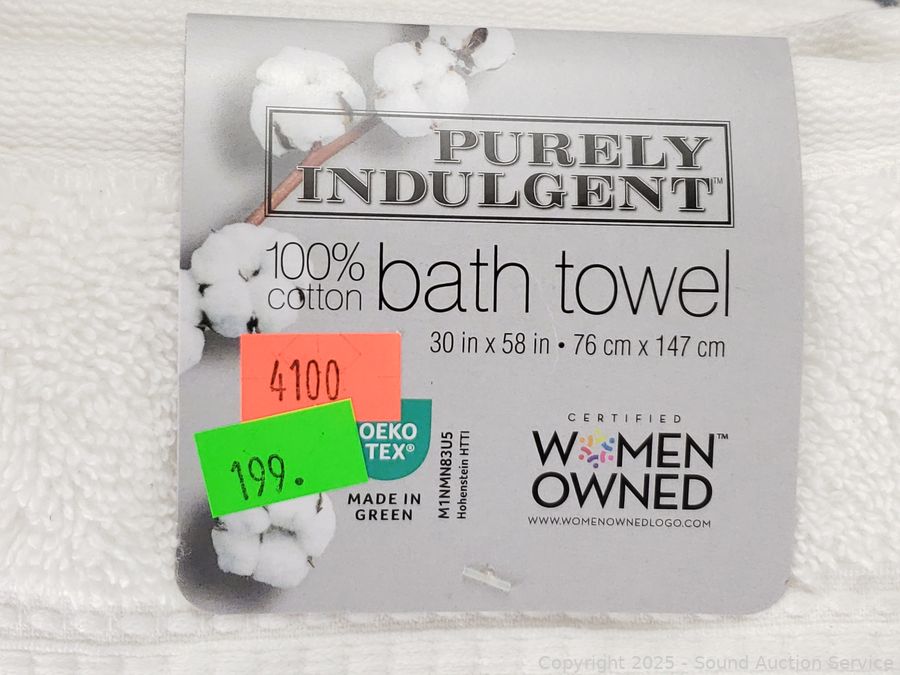 PURELY
INDULGENT™
100%
cotton
bath towel
30 in x 58 in • 76 cm x 147 cm
4100
199.
OEKO
TEX®
MADE IN
GREEN
M1NMN83U5
Hohenstein HTTI
CERTIFIED
WOMEN™
OWNED
WWW.WOMENOWNEDLOGO.COM
Copyright 2025 - Sound Auction Service